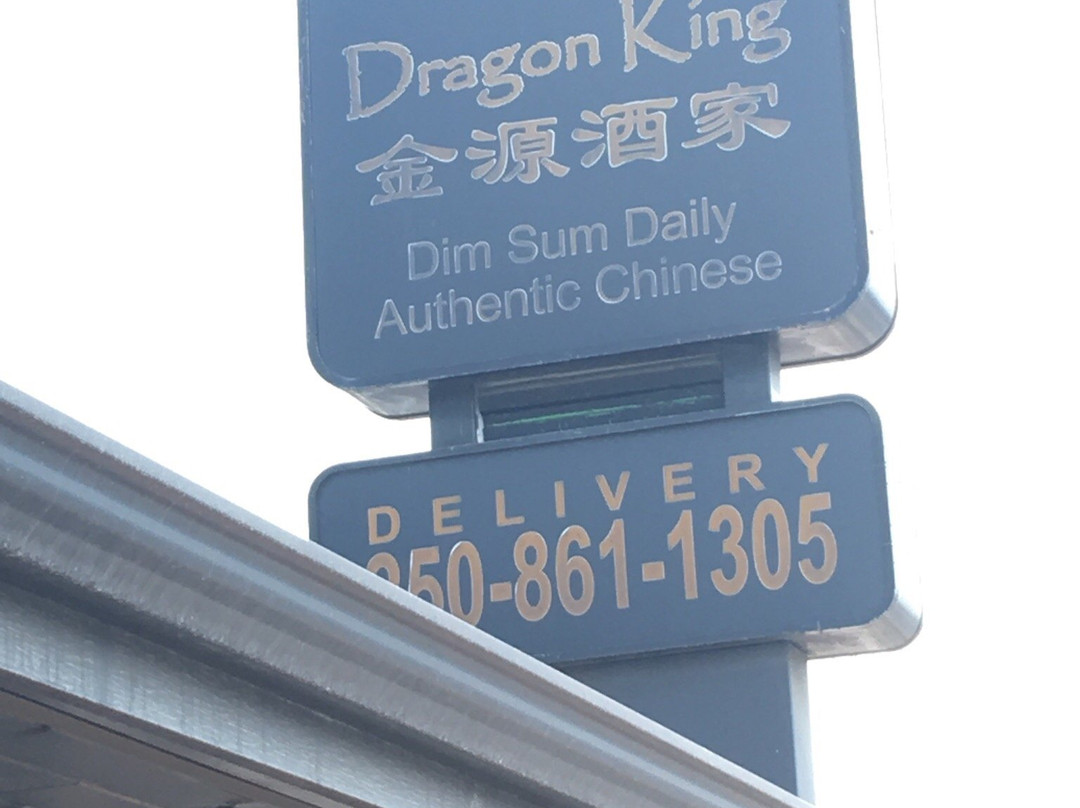 Dragon King
金源酒家
Dim Sum Daily
Authentic Chinese
DELIVERY
250-861-1305